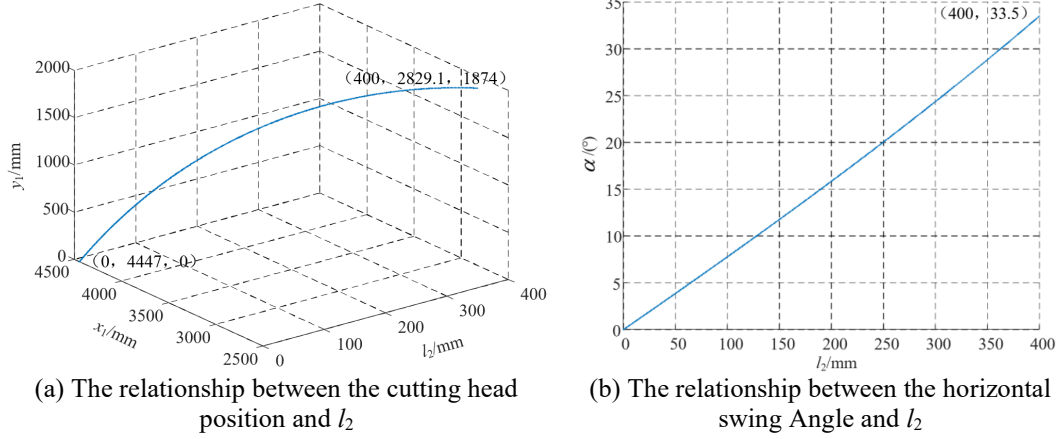 2000
1500
1000
500
0
y₁/mm
(400, 2829.1, 1874)
(0, 4447, 0)
4500
4000
3500
3000
2500
x₁/mm
0
100
200
300
400
l₂/mm
(a) The relationship between the cutting head
position and l₂
35
30
25
20
15
10
5
0
α/(°)
(400, 33.5)
0 50 100 150 200 250 300 350 400
l₂/mm
(b) The relationship between the horizontal
swing Angle and l₂